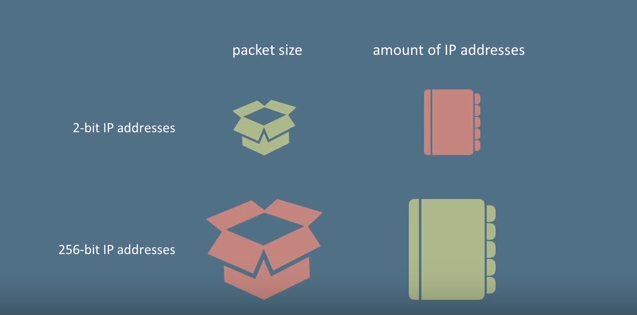 packet size
amount of IP addresses
2-bit IP addresses
256-bit IP addresses